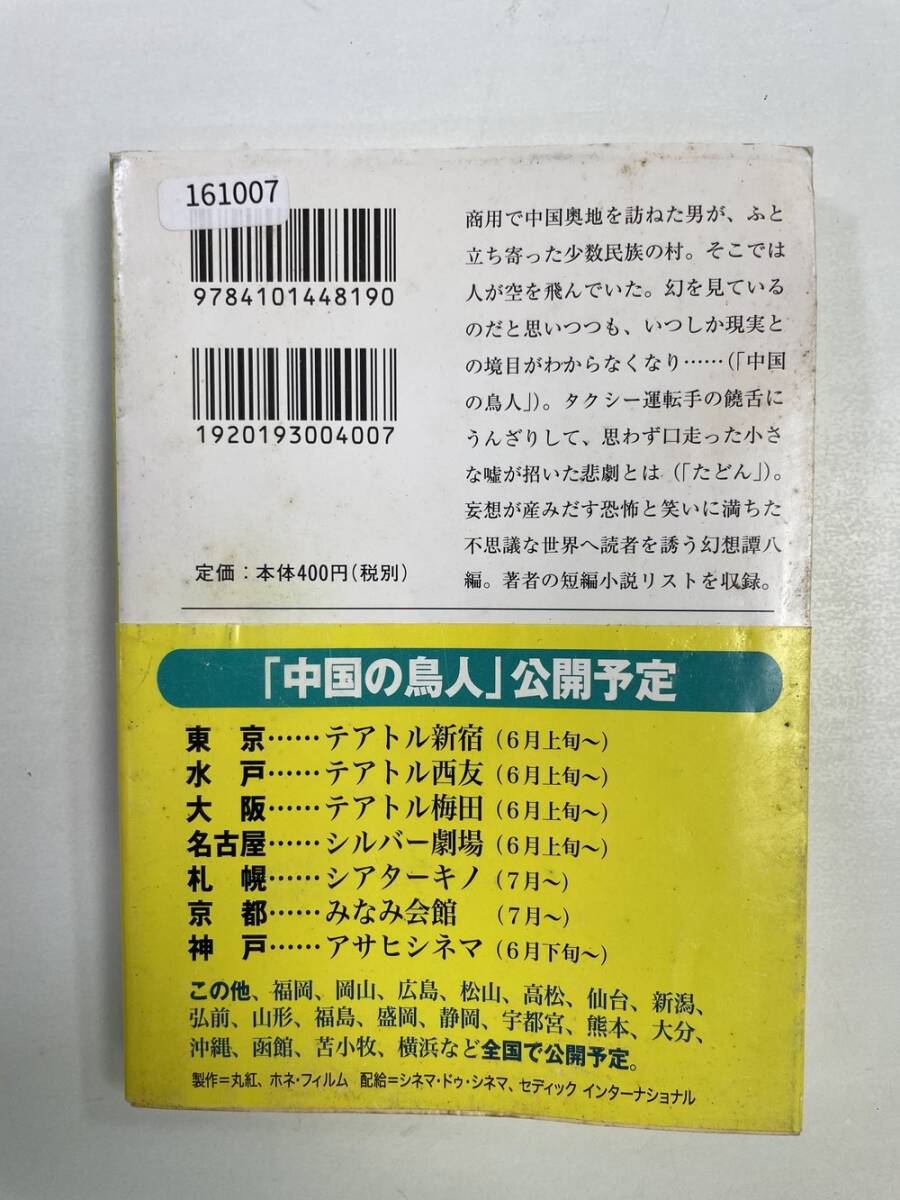 161007
9784101448190
1920193004007
定価：本体400円（税別）
商用で中国奥地を訪ねた男が、ふと
立ち寄った少数民族の村。そこでは
人が空を飛んでいた。幻を見ている
のだと思いつつも、いつしか現実と
の境目がわからなくなり……（「中国
の鳥人」）。タクシー運転手の饒舌に
うんざりして、思わず口走った小さ
な嘘が招いた悲劇とは（「たどん」）。
妄想が産みだす恐怖と笑いに満ちた
不思議な世界へ読者を誘う幻想譚八
編。著者の短編小説リストを収録。
「中国の鳥人」公開予定
東　京……テアトル新宿（6月上旬〜）
水　戸……テアトル西友（6月上旬〜）
大　阪……テアトル梅田（6月上旬〜）
名古屋……シルバー劇場（6月上旬〜）
札　幌……シアターキノ（7月〜）
京　都……みなみ会館　（7月〜）
神　戸……アサヒシネマ（6月下旬〜）
この他、福岡、岡山、広島、松山、高松、仙台、新潟、
弘前、山形、福島、盛岡、静岡、宇都宮、熊本、大分、
沖縄、函館、苫小牧、横浜など全国で公開予定。
製作＝丸紅、ホネ・フィルム　配給＝シネマ・ドゥ・シネマ、セディック インターナショナル